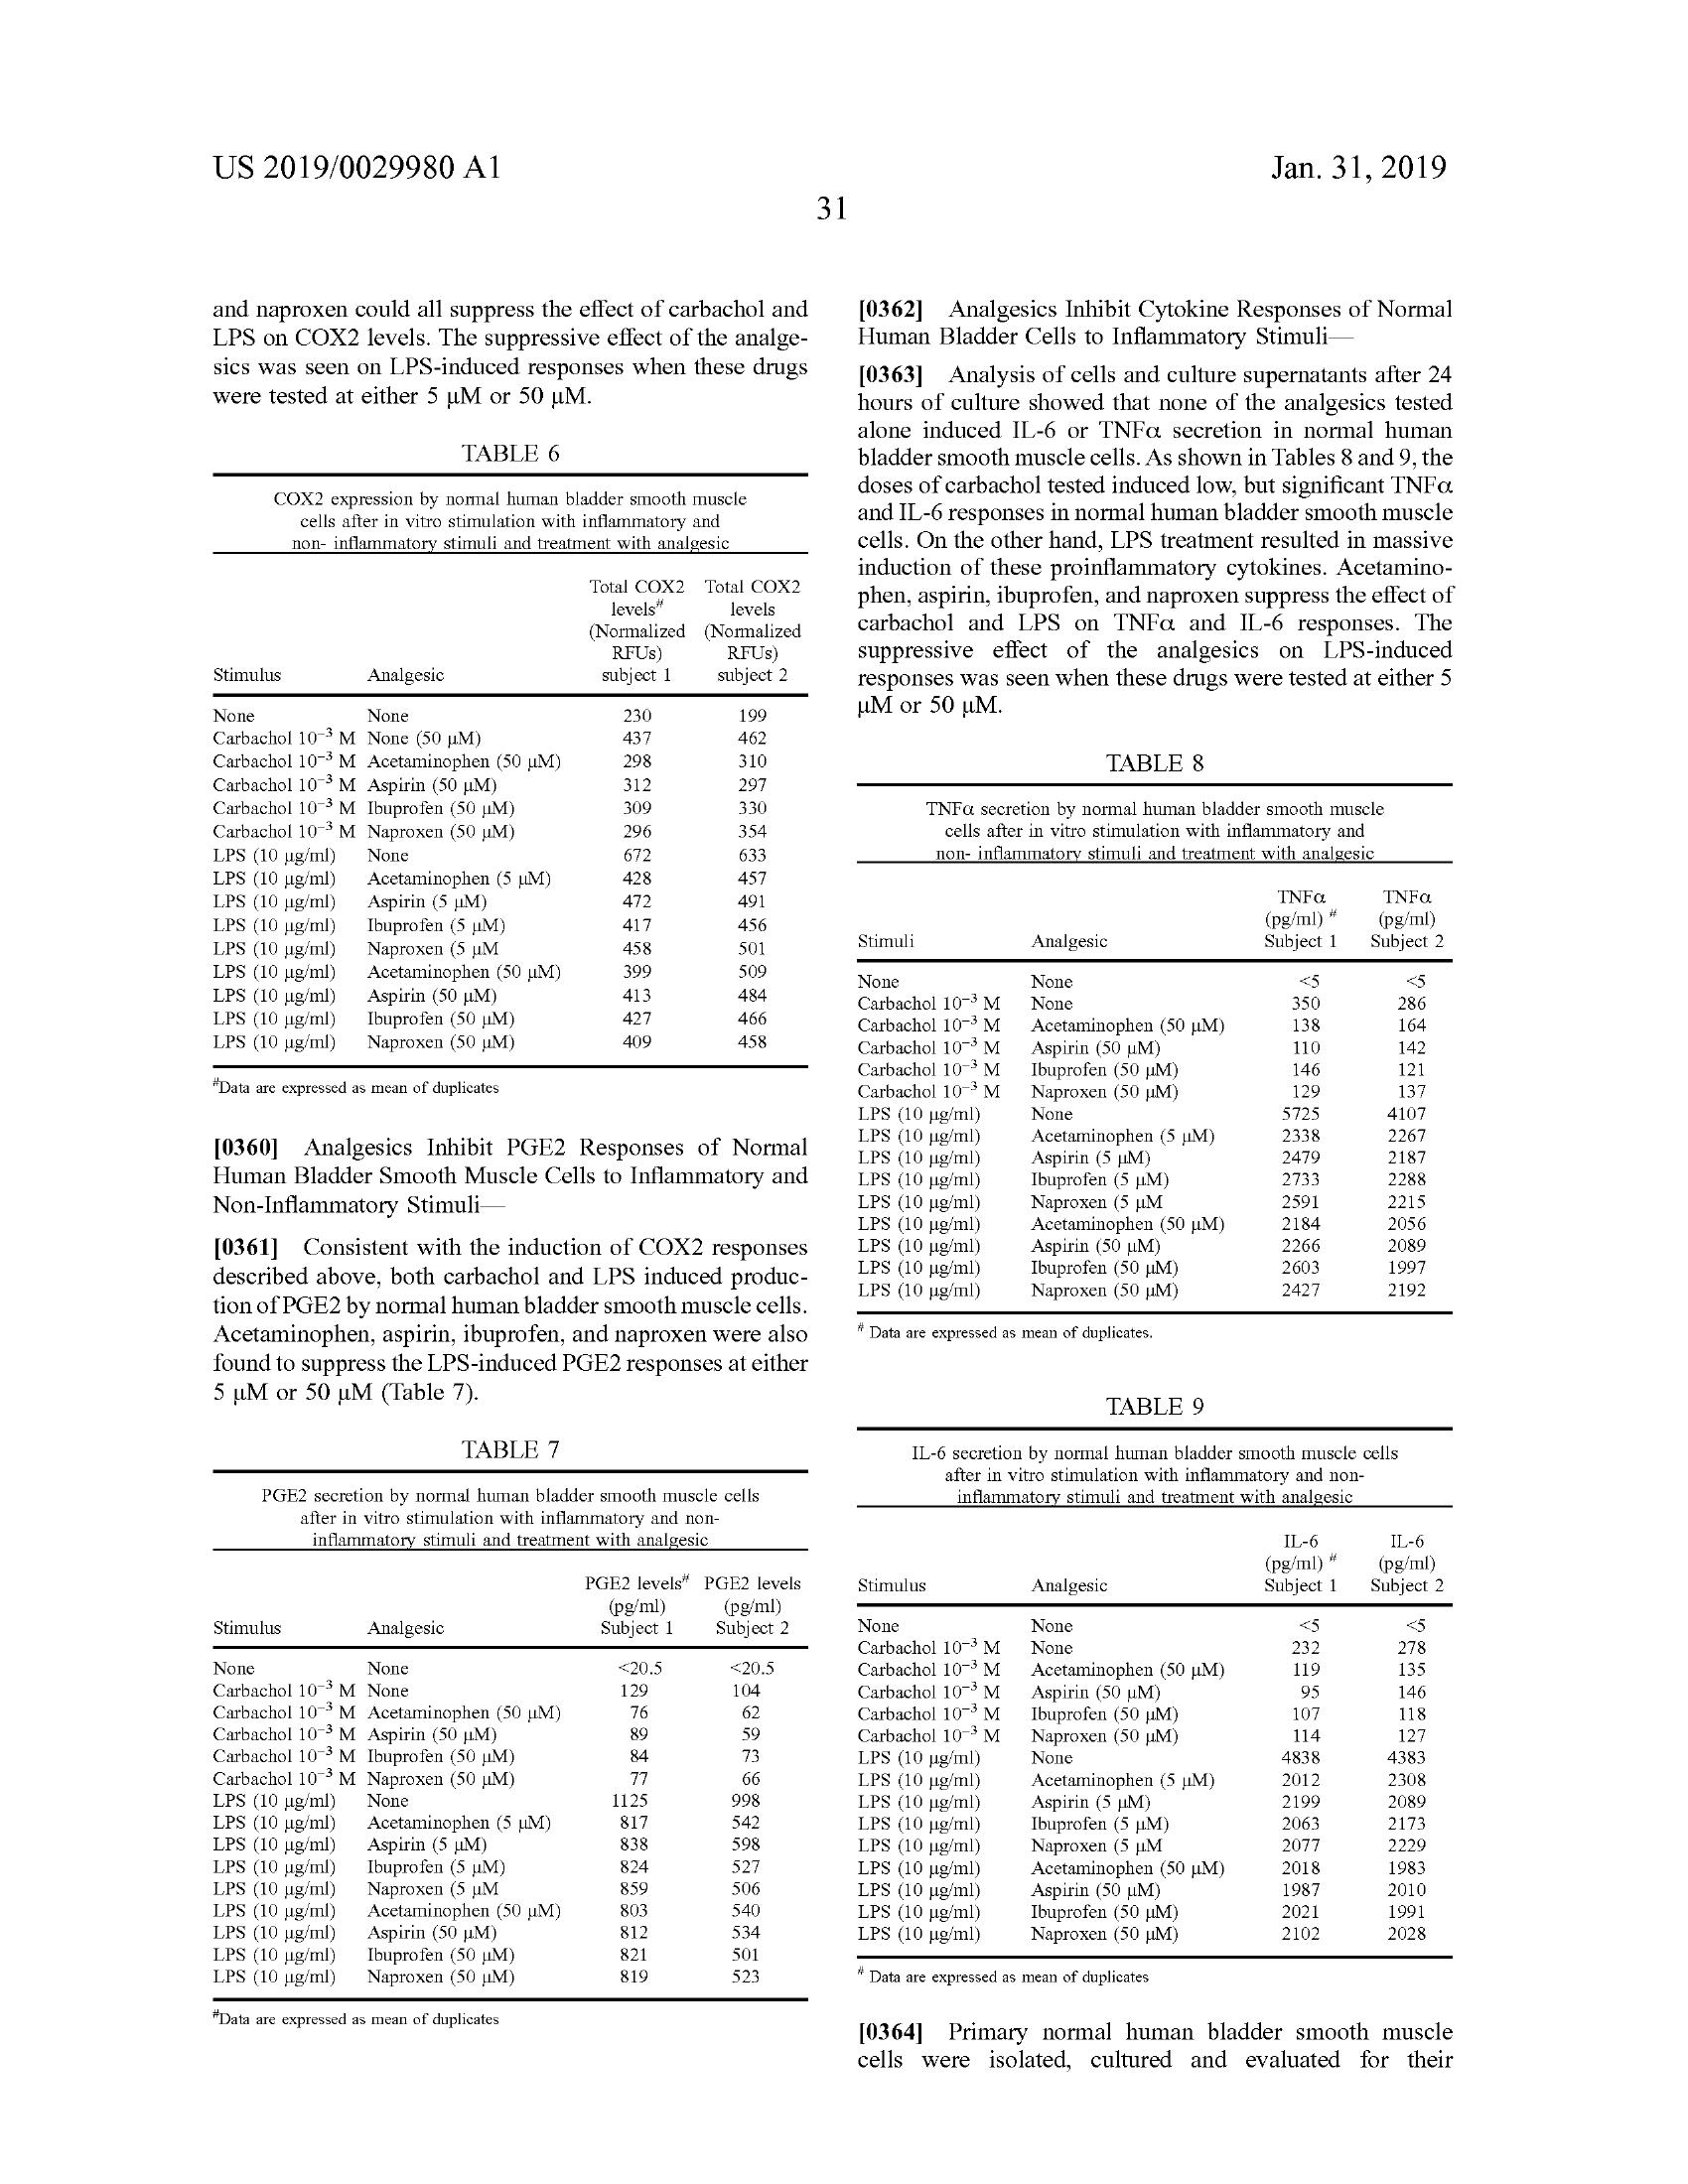 US 2019/0029980 A1
Jan. 31, 2019
31
and naproxen could all suppress the effect of carbachol and
LPS on COX2 levels. The suppressive effect of the analge-
sics was seen on LPS-induced responses when these drugs
were tested at either 5 μM or 50 μM.
TABLE 6
COX2 expression by normal human bladder smooth muscle
cells after in vitro stimulation with inflammatory and
non- inflammatory stimuli and treatment with analgesic
Total COX2 Total COX2
levels# levels
(Normalized (Normalized
RFUs) RFUs)
Stimulus Analgesic subject 1 subject 2
None None 230 199
Carbachol 10⁻³ M None (50 μM) 437 462
Carbachol 10⁻³ M Acetaminophen (50 μM) 298 310
Carbachol 10⁻³ M Aspirin (50 μM) 312 297
Carbachol 10⁻³ M Ibuprofen (50 μM) 309 330
Carbachol 10⁻³ M Naproxen (50 μM) 296 354
LPS (10 μg/ml) None 672 633
LPS (10 μg/ml) Acetaminophen (5 μM) 428 457
LPS (10 μg/ml) Aspirin (5 μM) 472 491
LPS (10 μg/ml) Ibuprofen (5 μM) 417 456
LPS (10 μg/ml) Naproxen (5 μM 458 501
LPS (10 μg/ml) Acetaminophen (50 μM) 399 509
LPS (10 μg/ml) Aspirin (50 μM) 413 484
LPS (10 μg/ml) Ibuprofen (50 μM) 427 466
LPS (10 μg/ml) Naproxen (50 μM) 409 458
#Data are expressed as mean of duplicates
[0360] Analgesics Inhibit PGE2 Responses of Normal
Human Bladder Smooth Muscle Cells to Inflammatory and
Non-Inflammatory Stimuli—
[0361] Consistent with the induction of COX2 responses
described above, both carbachol and LPS induced produc-
tion of PGE2 by normal human bladder smooth muscle cells.
Acetaminophen, aspirin, ibuprofen, and naproxen were also
found to suppress the LPS-induced PGE2 responses at either
5 μM or 50 μM (Table 7).
TABLE 7
PGE2 secretion by normal human bladder smooth muscle cells
after in vitro stimulation with inflammatory and non-
inflammatory stimuli and treatment with analgesic
PGE2 levels# PGE2 levels
(pg/ml) (pg/ml)
Stimulus Analgesic Subject 1 Subject 2
None None <20.5 <20.5
Carbachol 10⁻³ M None 129 104
Carbachol 10⁻³ M Acetaminophen (50 μM) 76 62
Carbachol 10⁻³ M Aspirin (50 μM) 89 59
Carbachol 10⁻³ M Ibuprofen (50 μM) 84 73
Carbachol 10⁻³ M Naproxen (50 μM) 77 66
LPS (10 μg/ml) None 1125 998
LPS (10 μg/ml) Acetaminophen (5 μM) 817 542
LPS (10 μg/ml) Aspirin (5 μM) 838 598
LPS (10 μg/ml) Ibuprofen (5 μM) 824 527
LPS (10 μg/ml) Naproxen (5 μM 859 506
LPS (10 μg/ml) Acetaminophen (50 μM) 803 540
LPS (10 μg/ml) Aspirin (50 μM) 812 534
LPS (10 μg/ml) Ibuprofen (50 μM) 821 501
LPS (10 μg/ml) Naproxen (50 μM) 819 523
#Data are expressed as mean of duplicates
[0362] Analgesics Inhibit Cytokine Responses of Normal
Human Bladder Cells to Inflammatory Stimuli—
[0363] Analysis of cells and culture supernatants after 24
hours of culture showed that none of the analgesics tested
alone induced IL-6 or TNFα secretion in normal human
bladder smooth muscle cells. As shown in Tables 8 and 9, the
doses of carbachol tested induced low, but significant TNFα
and IL-6 responses in normal human bladder smooth muscle
cells. On the other hand, LPS treatment resulted in massive
induction of these proinflammatory cytokines. Acetamino-
phen, aspirin, ibuprofen, and naproxen suppress the effect of
carbachol and LPS on TNFα and IL-6 responses. The
suppressive effect of the analgesics on LPS-induced
responses was seen when these drugs were tested at either 5
μM or 50 μM.
TABLE 8
TNFα secretion by normal human bladder smooth muscle
cells after in vitro stimulation with inflammatory and
non- inflammatory stimuli and treatment with analgesic
TNFα TNFα
(pg/ml) # (pg/ml)
Stimuli Analgesic Subject 1 Subject 2
None None <5 <5
Carbachol 10⁻³ M None 350 286
Carbachol 10⁻³ M Acetaminophen (50 μM) 138 164
Carbachol 10⁻³ M Aspirin (50 μM) 110 142
Carbachol 10⁻³ M Ibuprofen (50 μM) 146 121
Carbachol 10⁻³ M Naproxen (50 μM) 129 137
LPS (10 μg/ml) None 5725 4107
LPS (10 μg/ml) Acetaminophen (5 μM) 2338 2267
LPS (10 μg/ml) Aspirin (5 μM) 2479 2187
LPS (10 μg/ml) Ibuprofen (5 μM) 2733 2288
LPS (10 μg/ml) Naproxen (5 μM 2591 2215
LPS (10 μg/ml) Acetaminophen (50 μM) 2184 2056
LPS (10 μg/ml) Aspirin (50 μM) 2266 2089
LPS (10 μg/ml) Ibuprofen (50 μM) 2603 1997
LPS (10 μg/ml) Naproxen (50 μM) 2427 2192
# Data are expressed as mean of duplicates.
TABLE 9
IL-6 secretion by normal human bladder smooth muscle cells
after in vitro stimulation with inflammatory and non-
inflammatory stimuli and treatment with analgesic
IL-6 IL-6
(pg/ml) # (pg/ml)
Stimulus Analgesic Subject 1 Subject 2
None None <5 <5
Carbachol 10⁻³ M None 232 278
Carbachol 10⁻³ M Acetaminophen (50 μM) 119 135
Carbachol 10⁻³ M Aspirin (50 μM) 95 146
Carbachol 10⁻³ M Ibuprofen (50 μM) 107 118
Carbachol 10⁻³ M Naproxen (50 μM) 114 127
LPS (10 μg/ml) None 4838 4383
LPS (10 μg/ml) Acetaminophen (5 μM) 2012 2308
LPS (10 μg/ml) Aspirin (5 μM) 2199 2089
LPS (10 μg/ml) Ibuprofen (5 μM) 2063 2173
LPS (10 μg/ml) Naproxen (5 μM 2077 2229
LPS (10 μg/ml) Acetaminophen (50 μM) 2018 1983
LPS (10 μg/ml) Aspirin (50 μM) 1987 2010
LPS (10 μg/ml) Ibuprofen (50 μM) 2021 1991
LPS (10 μg/ml) Naproxen (50 μM) 2102 2028
# Data are expressed as mean of duplicates
[0364] Primary normal human bladder smooth muscle
cells were isolated, cultured and evaluated for their